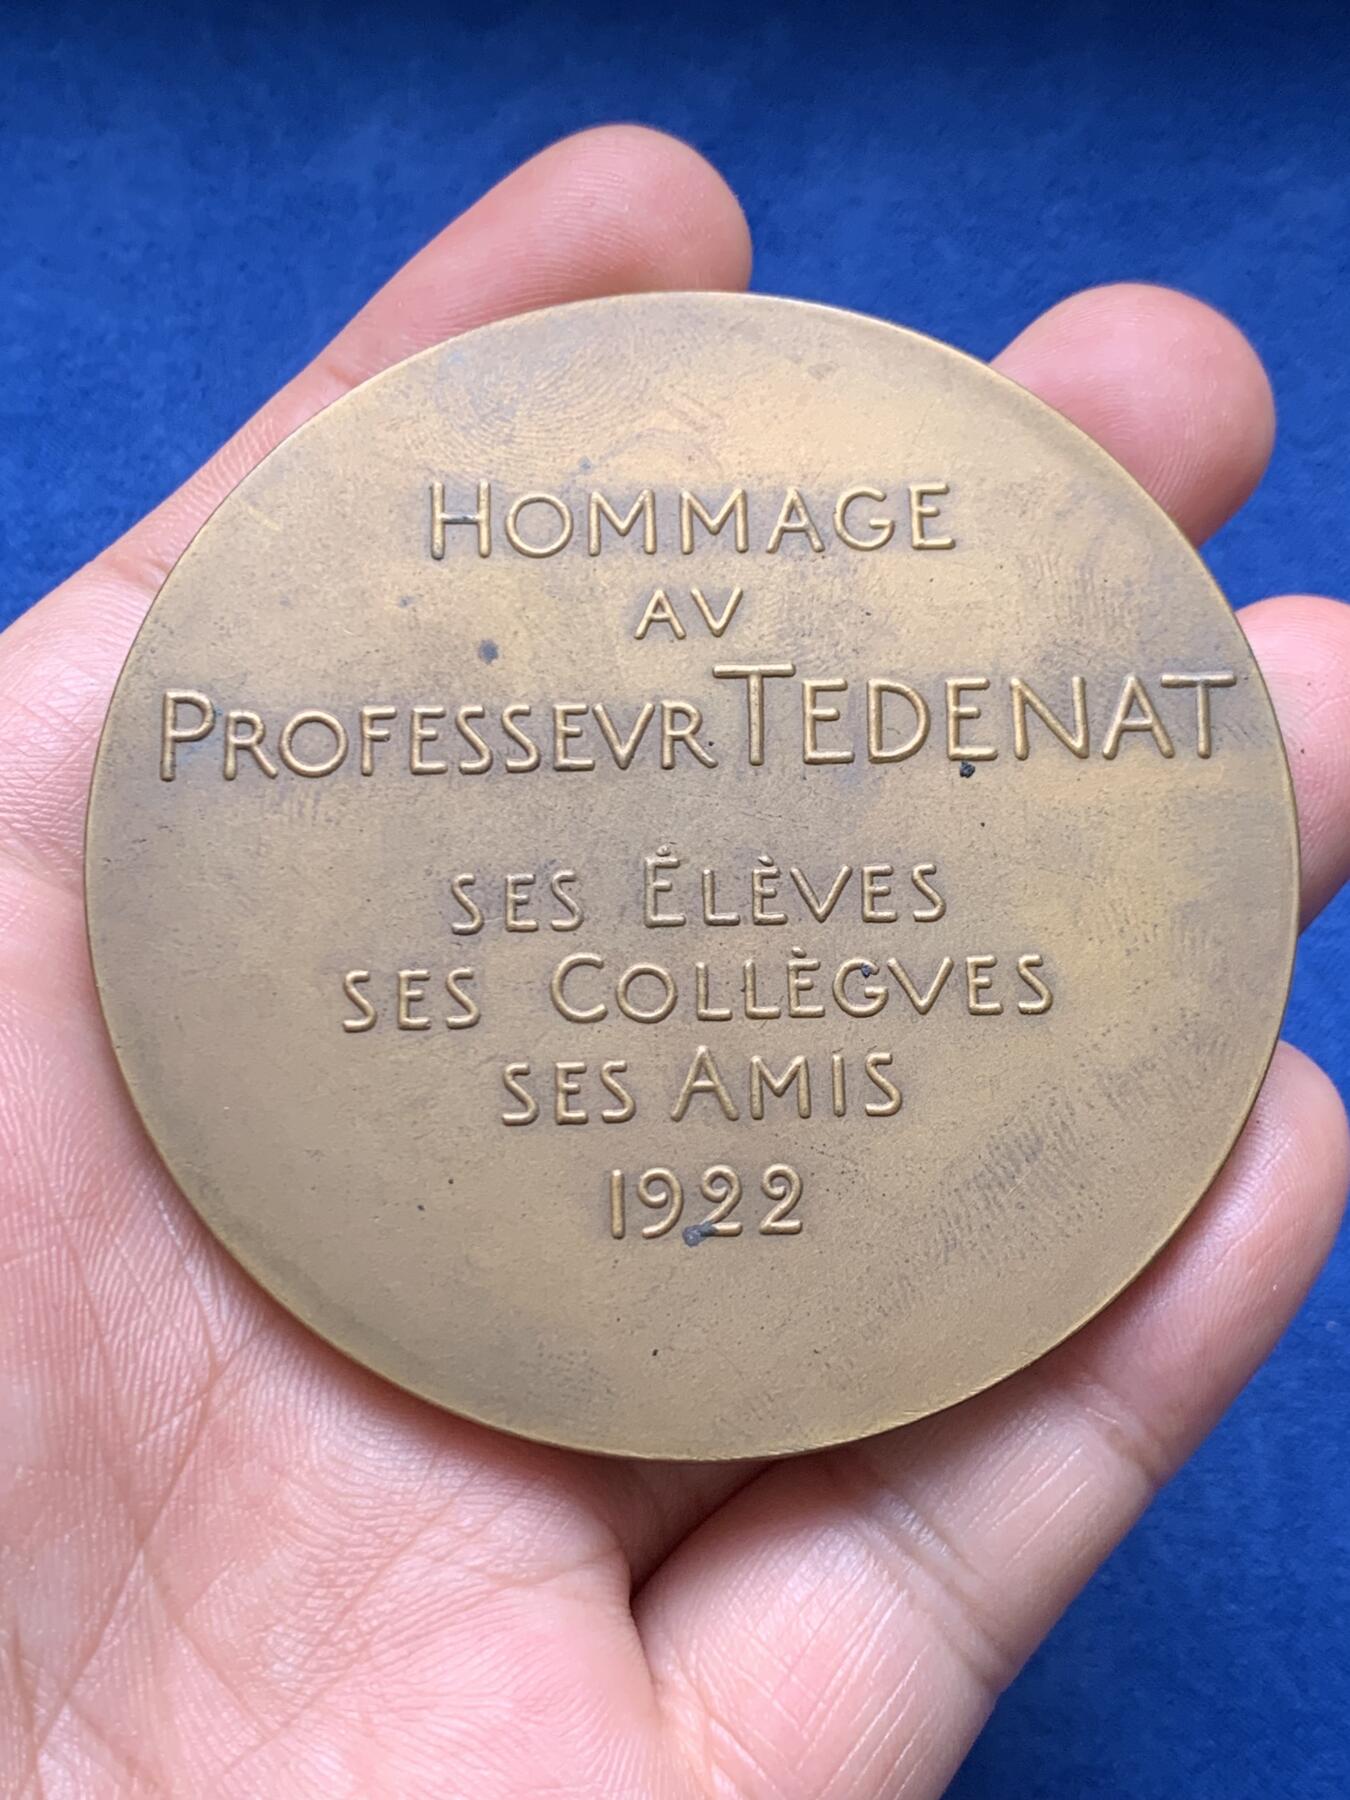 HOMMAGE
AV
PROFESSEVR TEDENAT
SES ÉLÈVES
SES COLLÈGVES
SES AMIS
1922